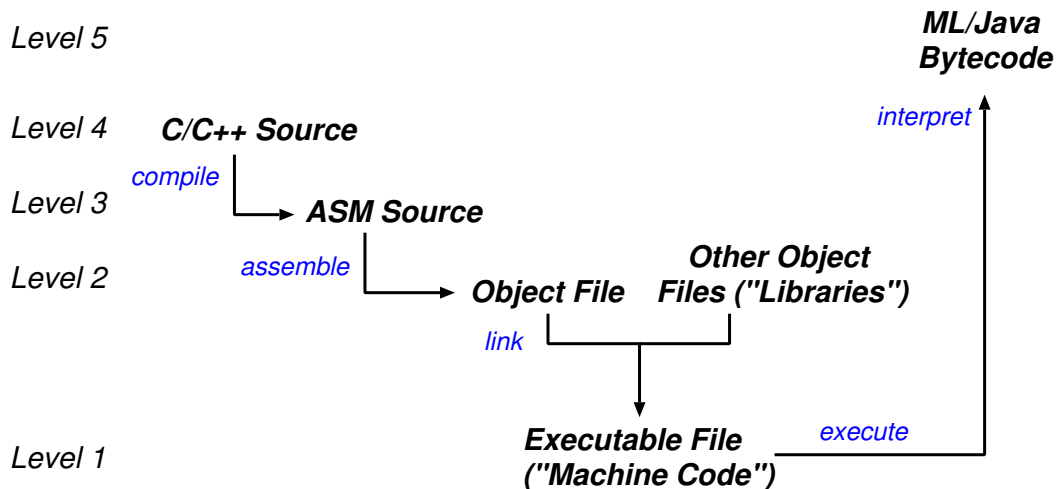 Level 5
ML/Java
Bytecode
Level 4
C/C++ Source
interpret
compile
Level 3
ASM Source
Level 2
assemble
Object File
Other Object
Files ("Libraries")
link
Level 1
Executable File
("Machine Code")
execute